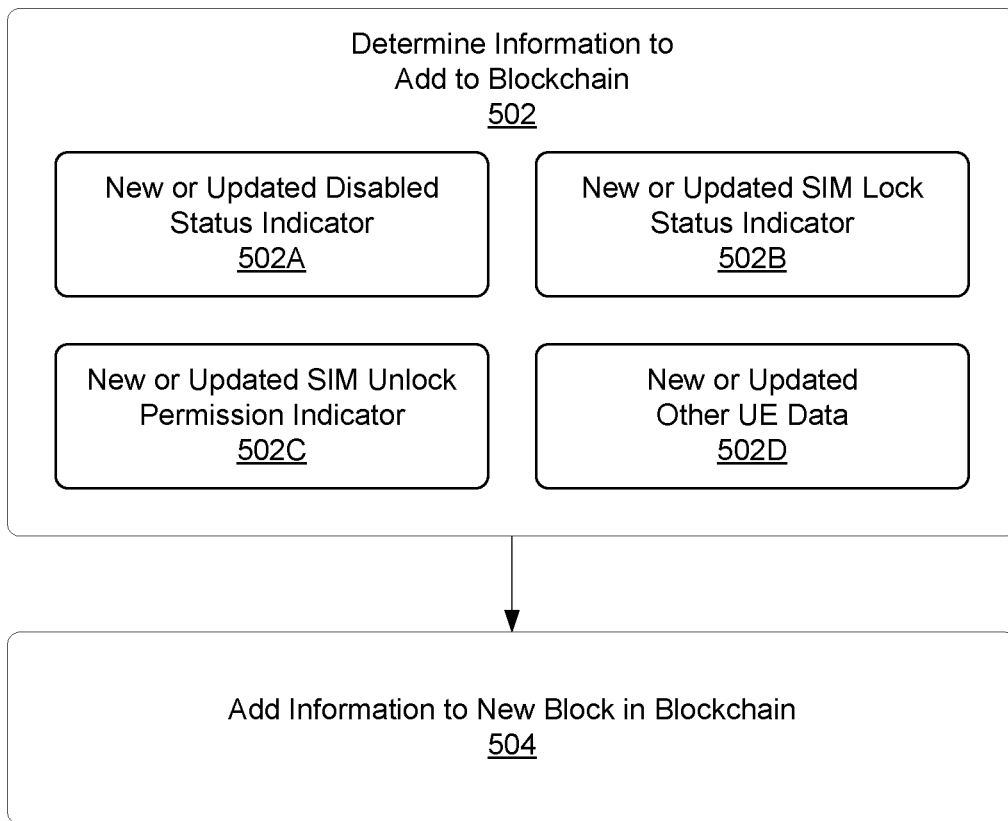 Determine Information to
Add to Blockchain
502
New or Updated Disabled
Status Indicator
502A
New or Updated SIM Lock
Status Indicator
502B
New or Updated SIM Unlock
Permission Indicator
502C
New or Updated
Other UE Data
502D
Add Information to New Block in Blockchain
504